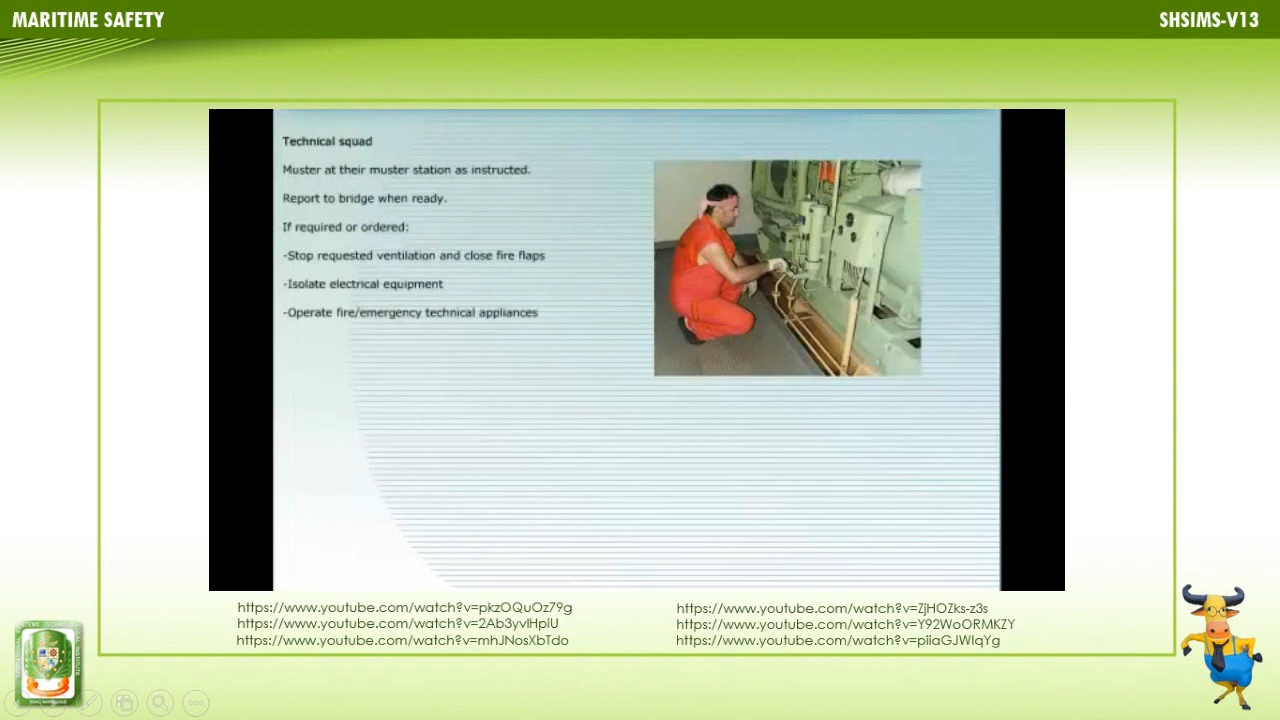 MARITIME SAFETY
SHSIMS-V13
Technical squad
Muster at their muster station as instructed.
Report to bridge when ready.
If required or ordered:
-Stop requested ventilation and close fire flaps
-Isolate electrical equipment
-Operate fire/emergency technical appliances
https://www.youtube.com/watch?v=pkzOQuOz79g
https://www.youtube.com/watch?v=2Ab3yvlHpiU
https://www.youtube.com/watch?v=mhJNosXbTdo
https://www.youtube.com/watch?v=ZjHOZks-z3s
https://www.youtube.com/watch?v=Y92WoORMKZY
https://www.youtube.com/watch?v=piiaGJWIqYg